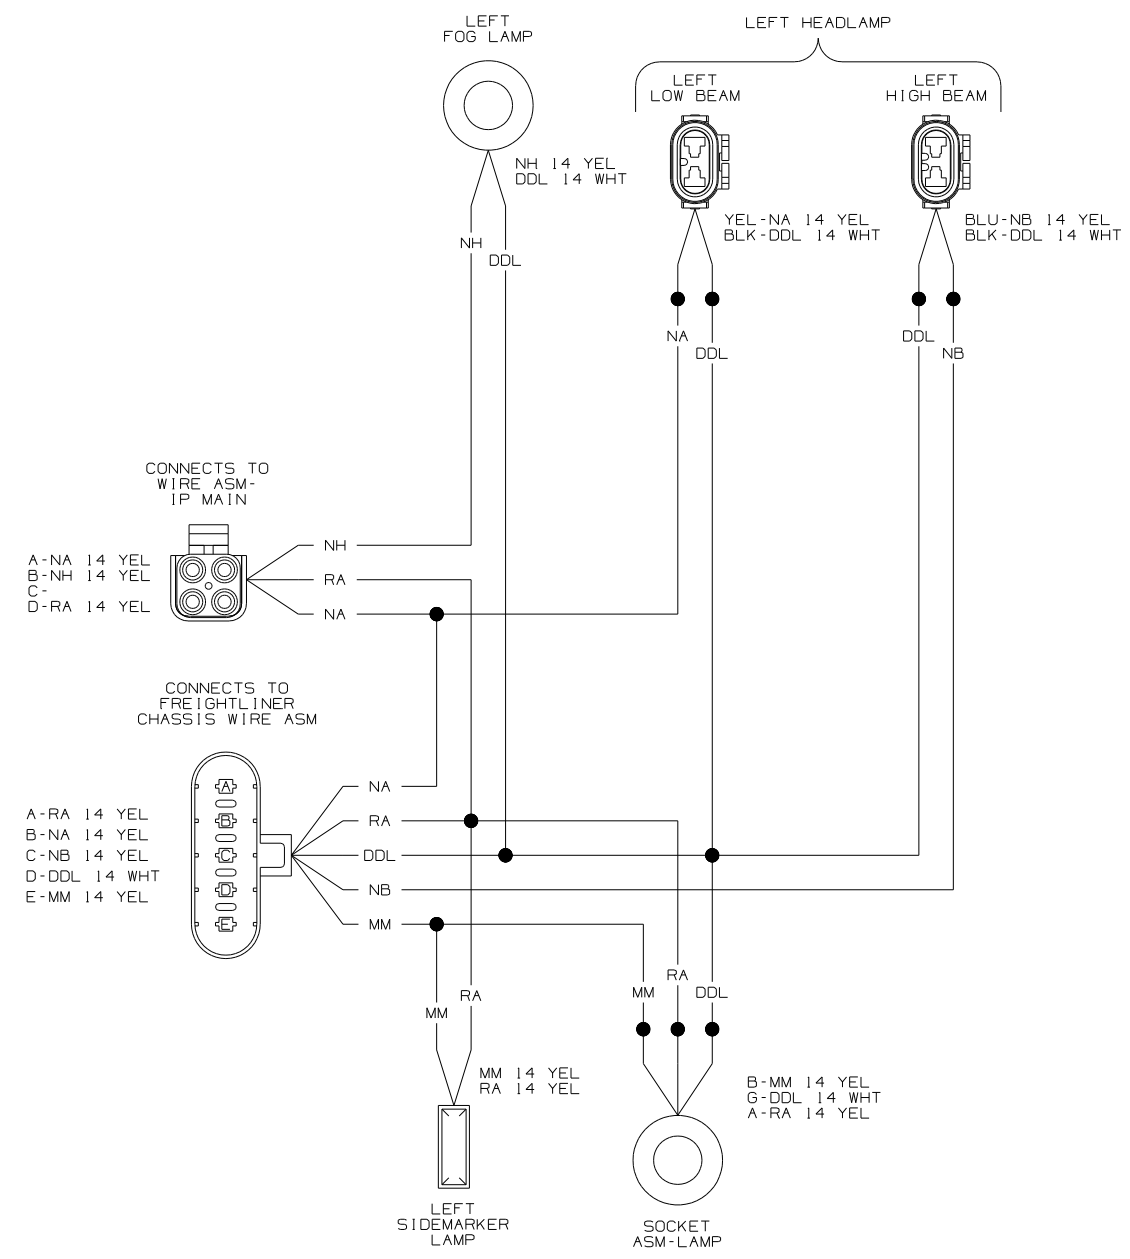 LEFT
FOG LAMP
LEFT HEADLAMP
LEFT
LOW BEAM
LEFT
HIGH BEAM
NH 14 YEL
DDL 14 WHT
YEL-NA 14 YEL
BLK-DDL 14 WHT
BLU-NB 14 YEL
BLK-DDL 14 WHT
NH
DDL
NA
DDL
DDL
NB
CONNECTS TO
WIRE ASM-
IP MAIN
A-NA 14 YEL
B-NH 14 YEL
C-
D-RA 14 YEL
NH
RA
NA
CONNECTS TO
FREIGHTLINER
CHASSIS WIRE ASM
A-RA 14 YEL
B-NA 14 YEL
C-NB 14 YEL
D-DDL 14 WHT
E-MM 14 YEL
A
B
C
D
E
NA
RA
DDL
NB
MM
MM
RA
MM
RA
DDL
MM 14 YEL
RA 14 YEL
B-MM 14 YEL
G-DDL 14 WHT
A-RA 14 YEL
LEFT
SIDEMARKER
LAMP
SOCKET
ASM-LAMP